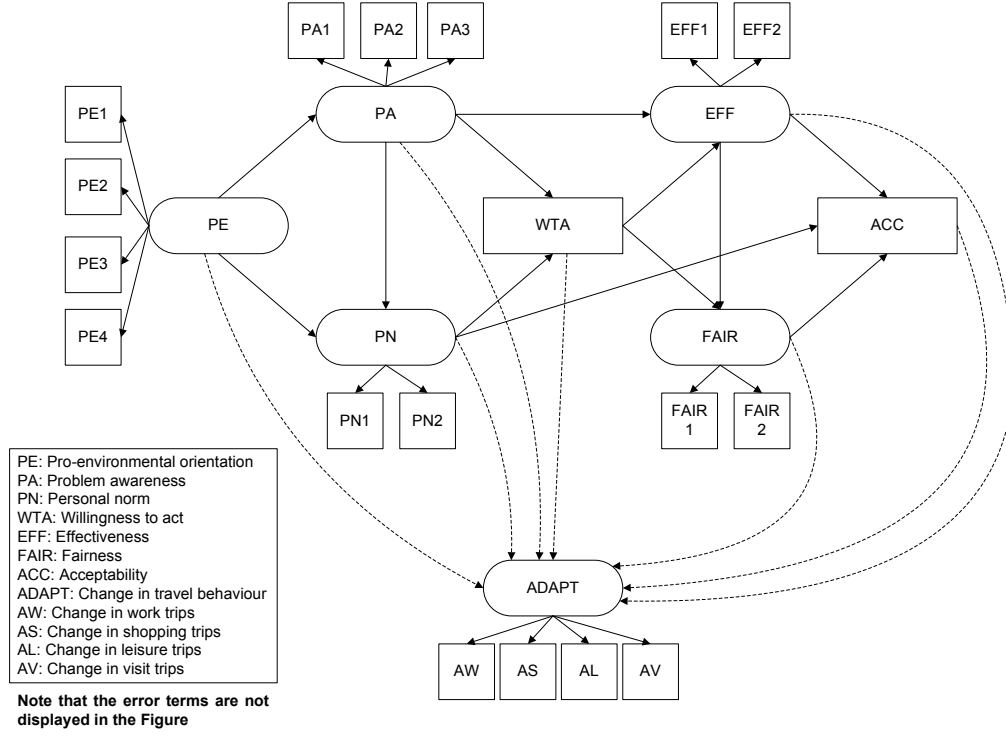 PA1
PA2
PA3
EFF1
EFF2
PE1
PA
EFF
PE2
PE
WTA
ACC
PE3
PE4
PN
FAIR
PN1
PN2
FAIR
1
FAIR
2
PE: Pro-environmental orientation
PA: Problem awareness
PN: Personal norm
WTA: Willingness to act
EFF: Effectiveness
FAIR: Fairness
ACC: Acceptability
ADAPT: Change in travel behaviour
AW: Change in work trips
AS: Change in shopping trips
AL: Change in leisure trips
AV: Change in visit trips
ADAPT
AW
AS
AL
AV
Note that the error terms are not
displayed in the Figure